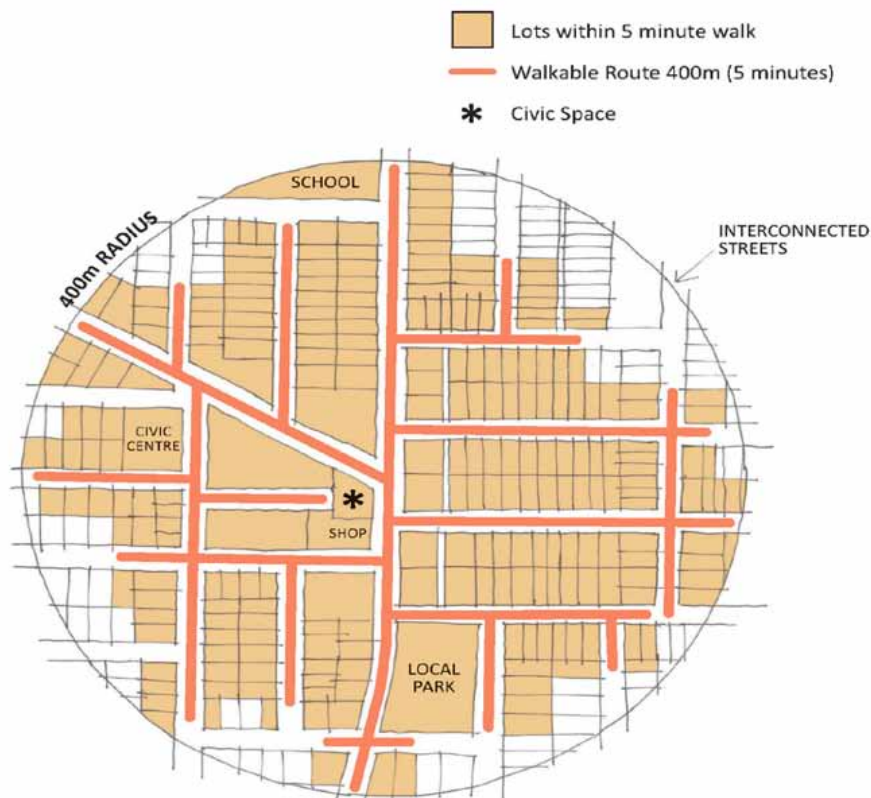 Lots within 5 minute walk
Walkable Route 400m (5 minutes)
* Civic Space
SCHOOL
400m RADIUS
INTERCONNECTED
STREETS
CIVIC
CENTRE
*
SHOP
LOCAL
PARK